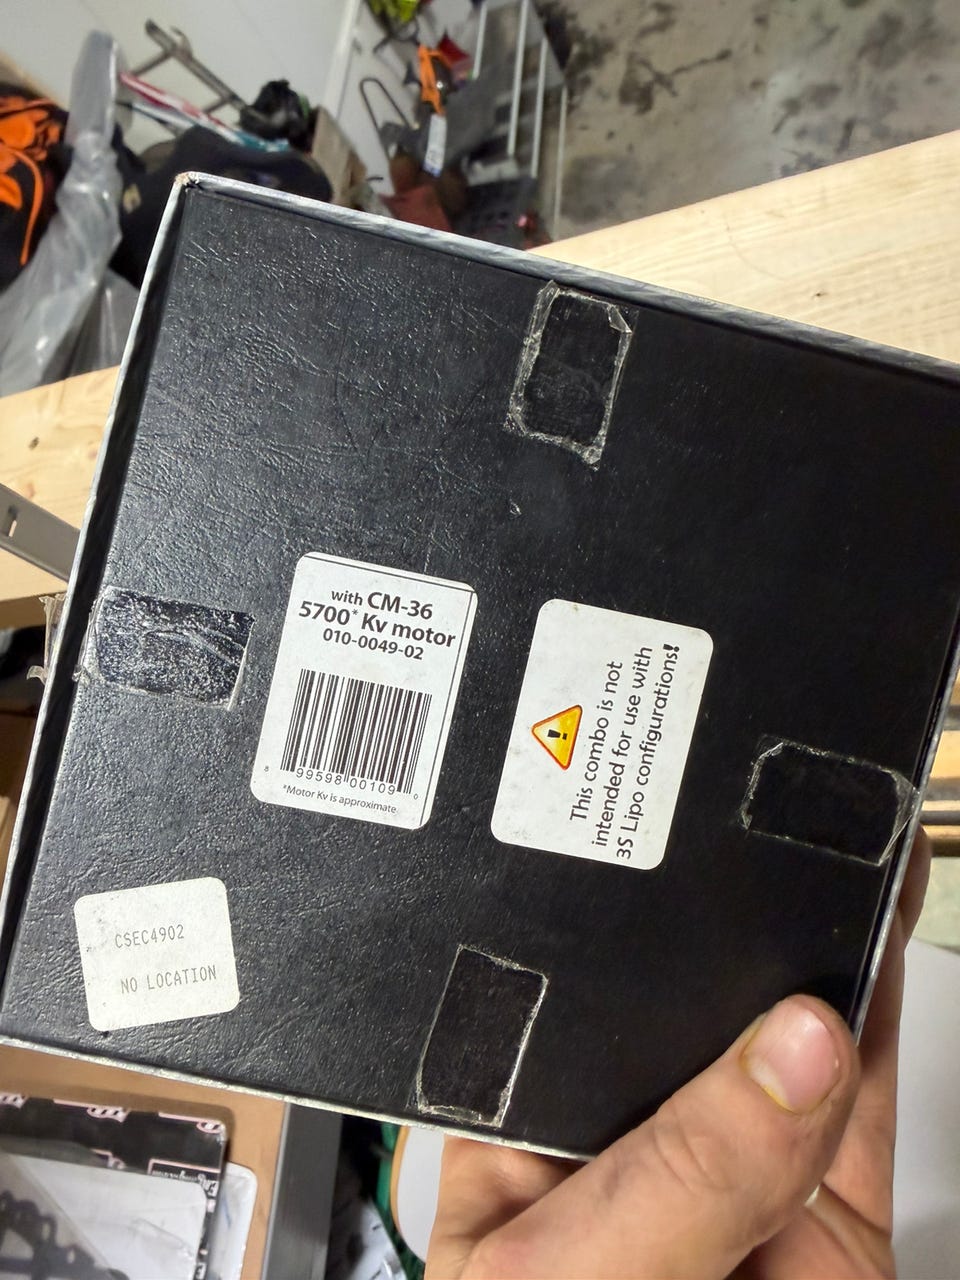 with CM-36
5700* Kv motor
010-0049-02
8 99598 00109 0
*Motor Kv is approximate
This combo is not
intended for use with
3S Lipo configurations!
CSEC4902
NO LOCATION